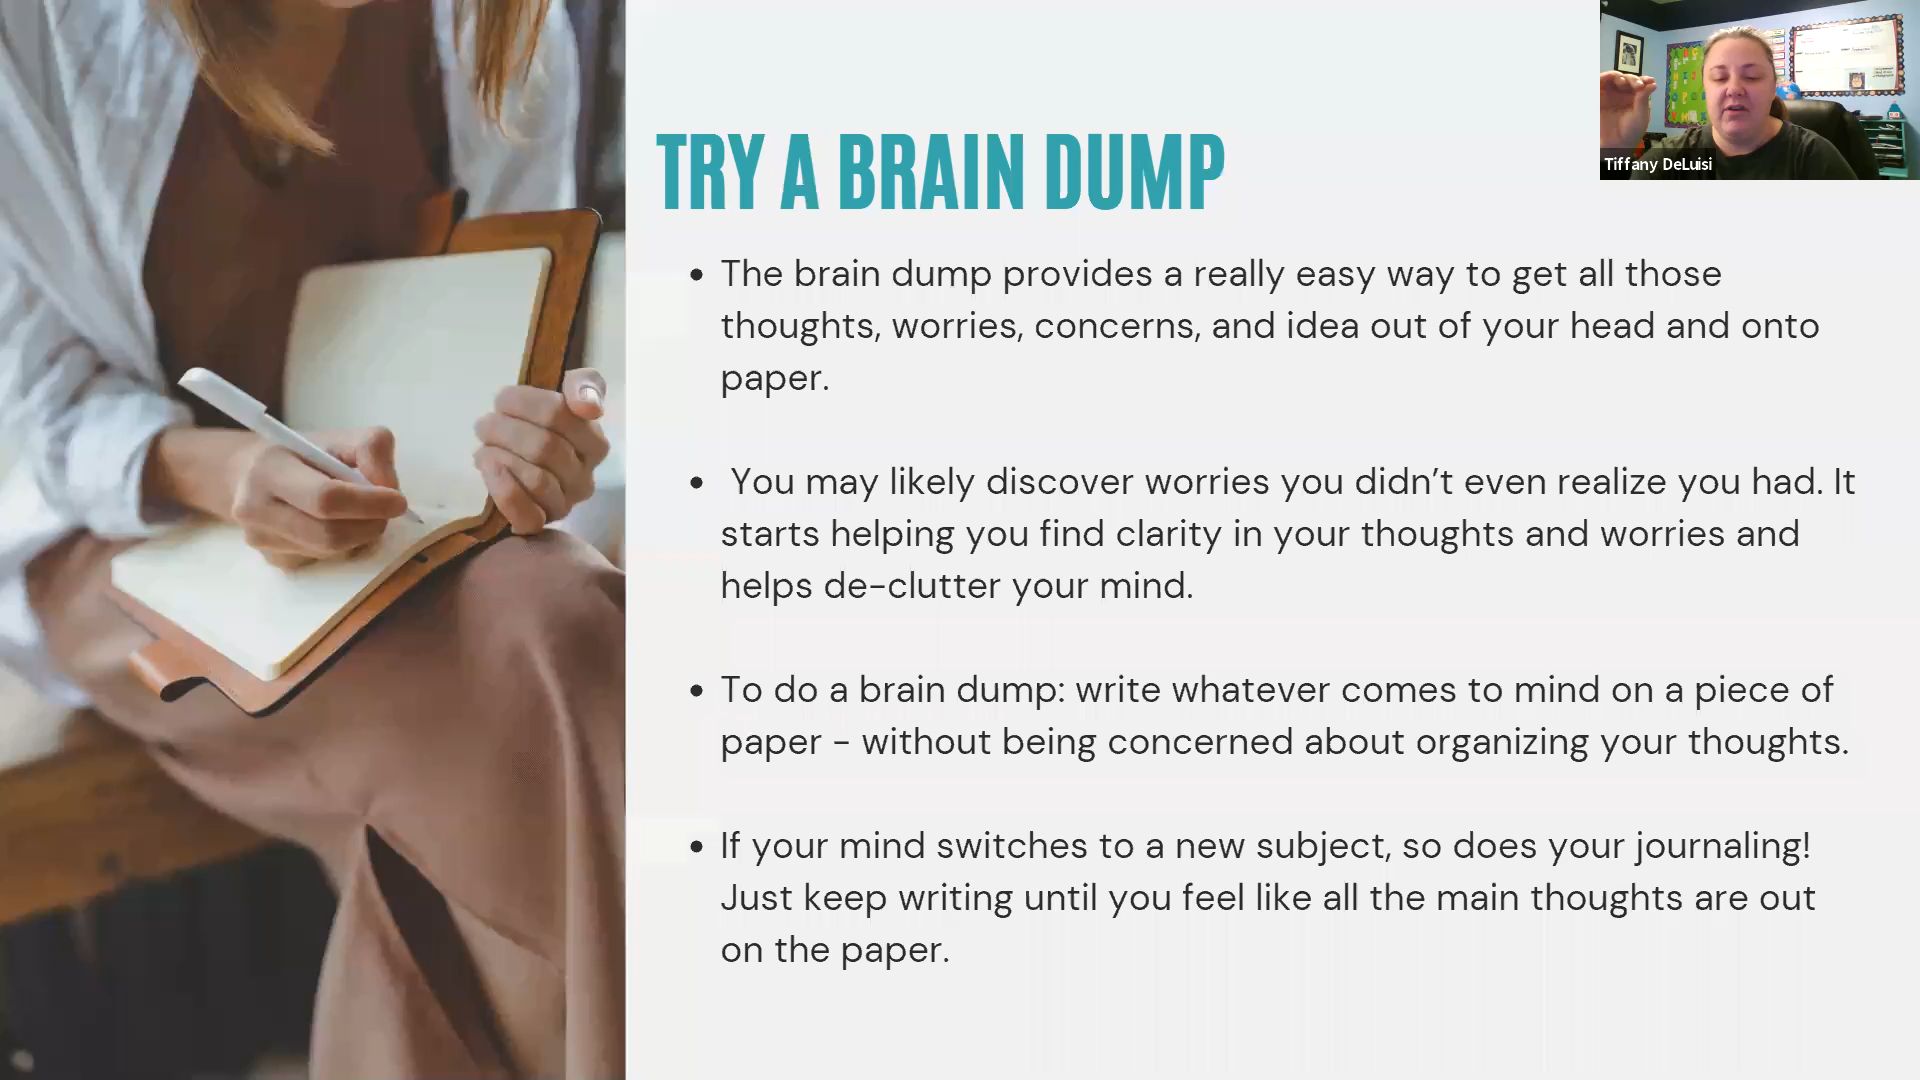 TRY A BRAIN DUMP
• The brain dump provides a really easy way to get all those
thoughts, worries, concerns, and idea out of your head and onto
paper.
• You may likely discover worries you didn’t even realize you had. It
starts helping you find clarity in your thoughts and worries and
helps de-clutter your mind.
• To do a brain dump: write whatever comes to mind on a piece of
paper - without being concerned about organizing your thoughts.
• If your mind switches to a new subject, so does your journaling!
Just keep writing until you feel like all the main thoughts are out
on the paper.
Tiffany DeLuisi